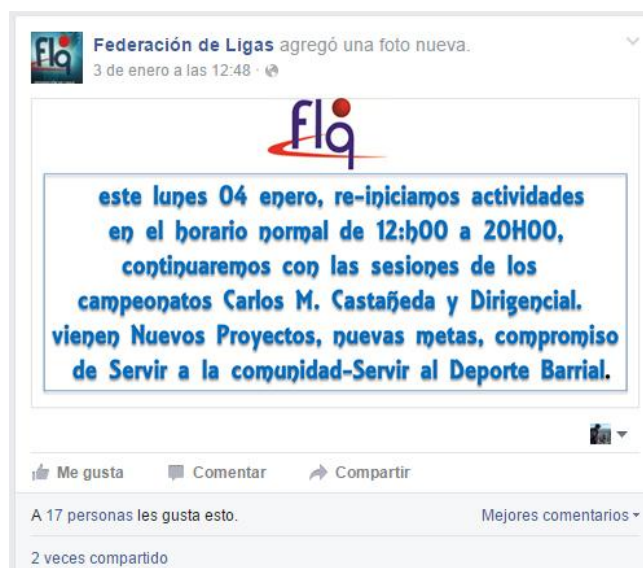 flq
Federación de Ligas agregó una foto nueva.
3 de enero a las 12:48 ·
flq
este lunes 04 enero, re-iniciamos actividades
en el horario normal de 12:h00 a 20H00,
continuaremos con las sesiones de los
campeonatos Carlos M. Castañeda y Dirigencial.
vienen Nuevos Proyectos, nuevas metas, compromiso
de Servir a la comunidad-Servir al Deporte Barrial.
Me gusta Comentar Compartir
A 17 personas les gusta esto. Mejores comentarios
2 veces compartido